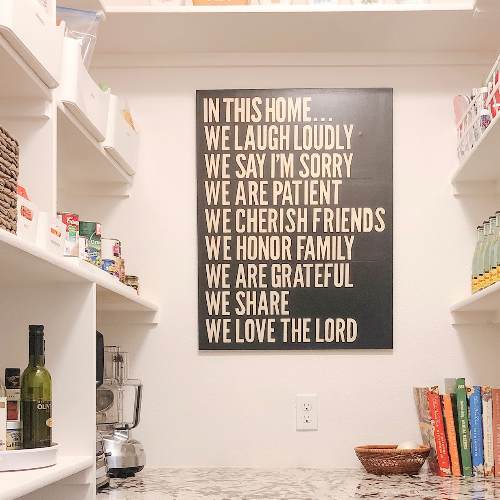 IN THIS HOME...
WE LAUGH LOUDLY
WE SAY I'M SORRY
WE ARE PATIENT
WE CHERISH FRIENDS
WE HONOR FAMILY
WE ARE GRATEFUL
WE SHARE
WE LOVE THE LORD
OLIVE